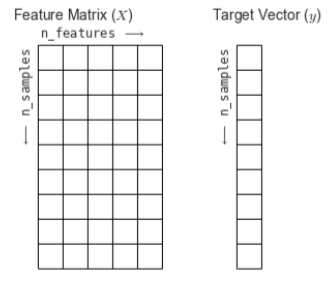 Feature Matrix (X)
n_features ⟶
⟵ n_samples
Target Vector (y)
⟵ n_samples